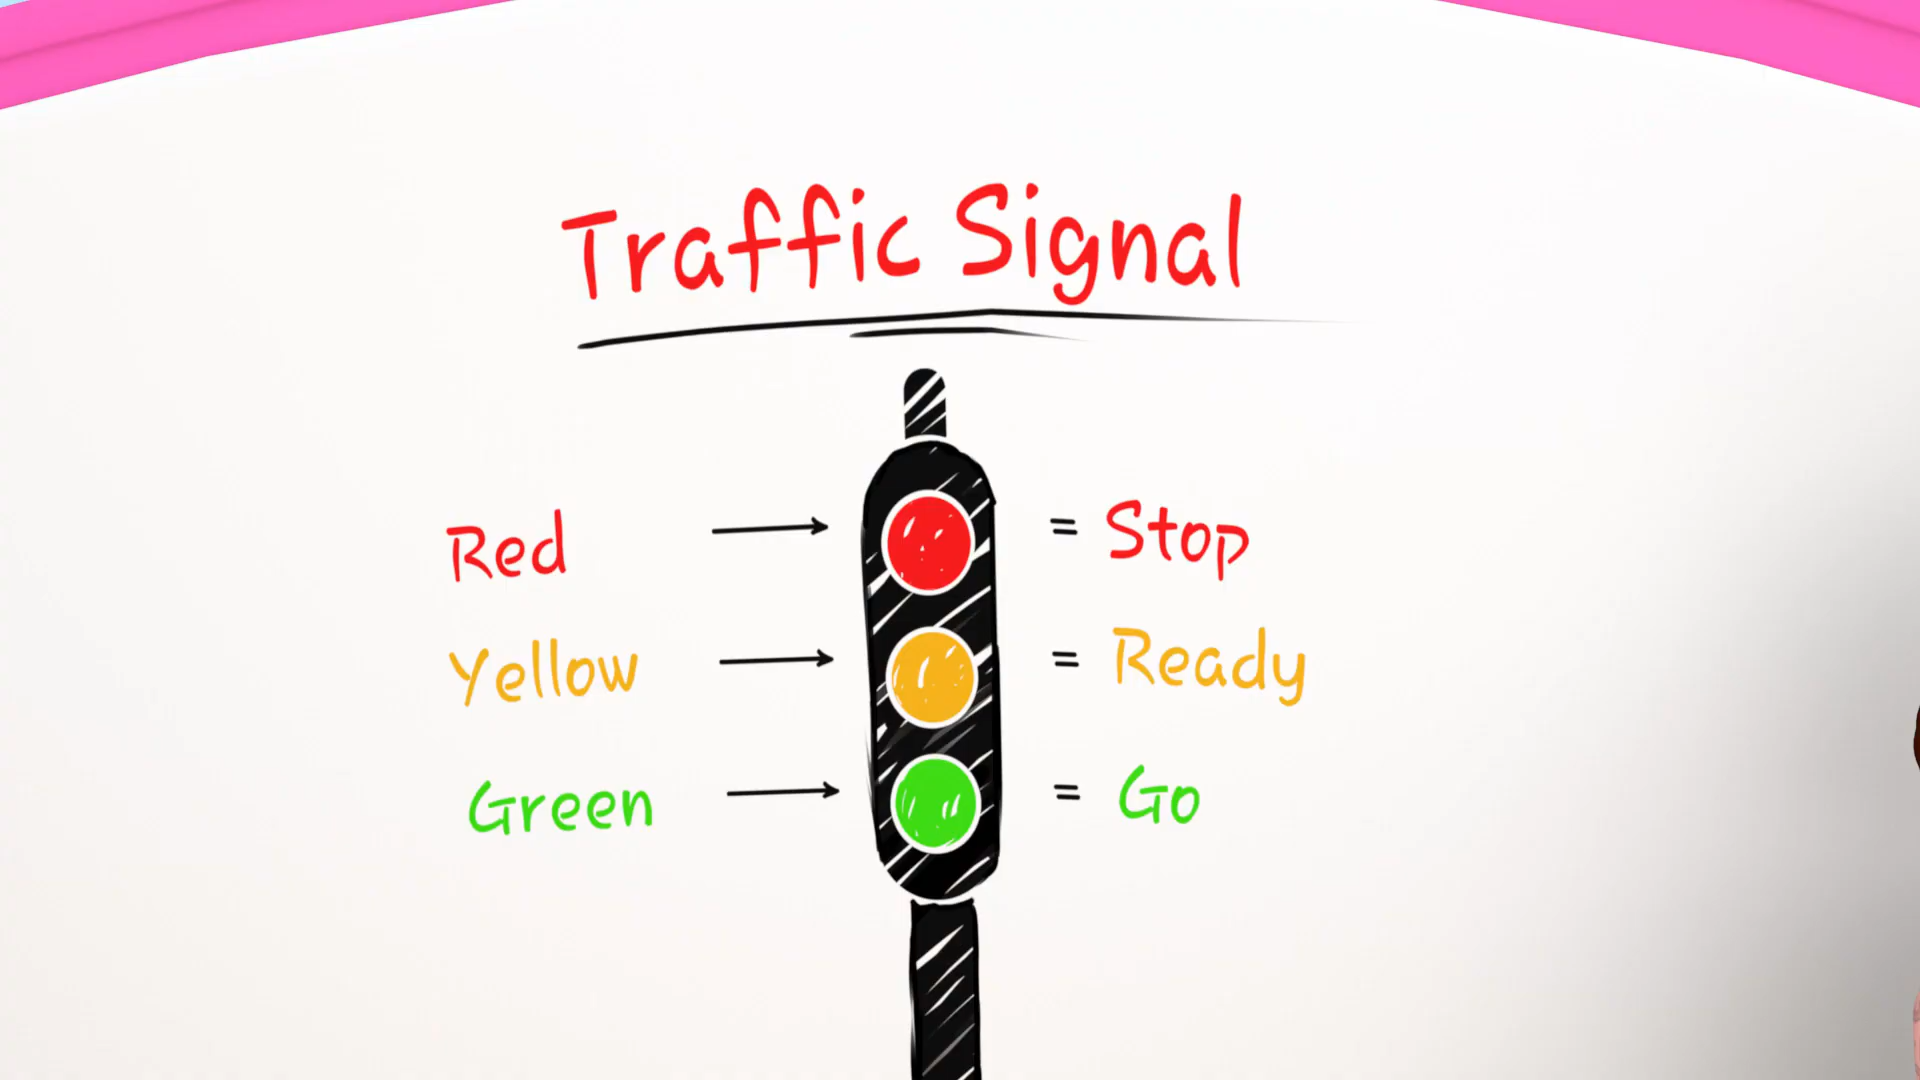 Traffic Signal
Red = Stop
Yellow = Ready
Green = Go